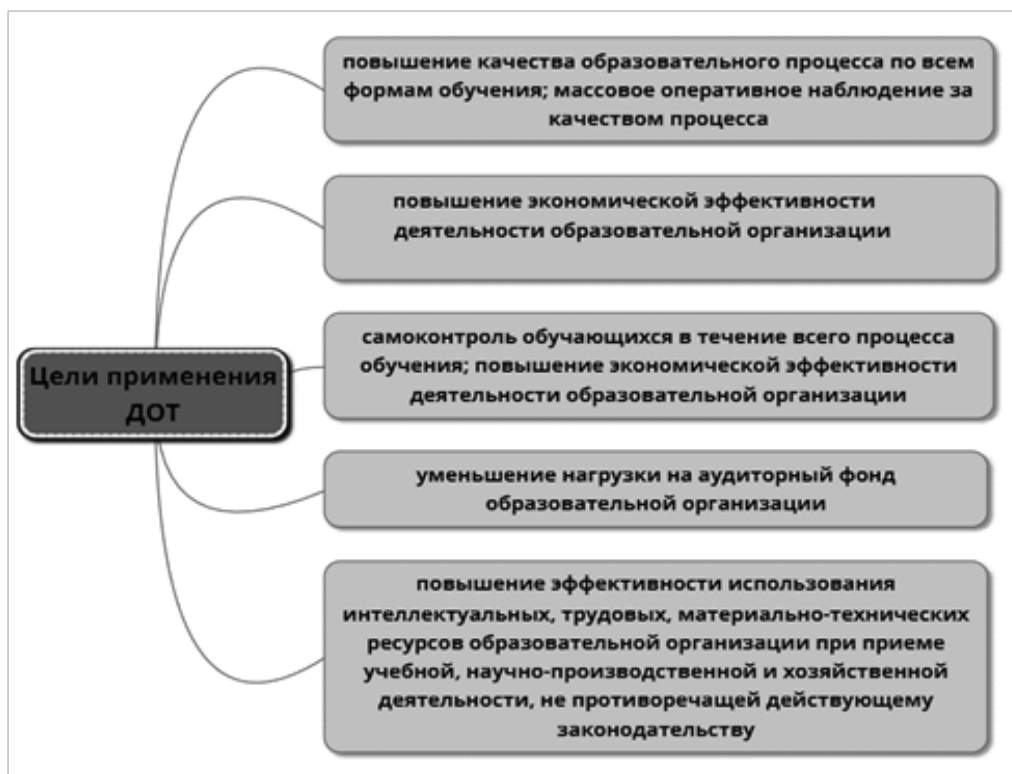 повышение качества образовательного процесса по всем
формам обучения; массовое оперативное наблюдение за
качеством процесса
повышение экономической эффективности
деятельности образовательной организации
Цели применения
ДОТ
самоконтроль обучающихся в течение всего процесса
обучения; повышение экономической эффективности
деятельности образовательной организации
уменьшение нагрузки на аудиторный фонд
образовательной организации
повышение эффективности использования
интеллектуальных, трудовых, материально-технических
ресурсов образовательной организации при приеме
учебной, научно-производственной и хозяйственной
деятельности, не противоречащей действующему
законодательству